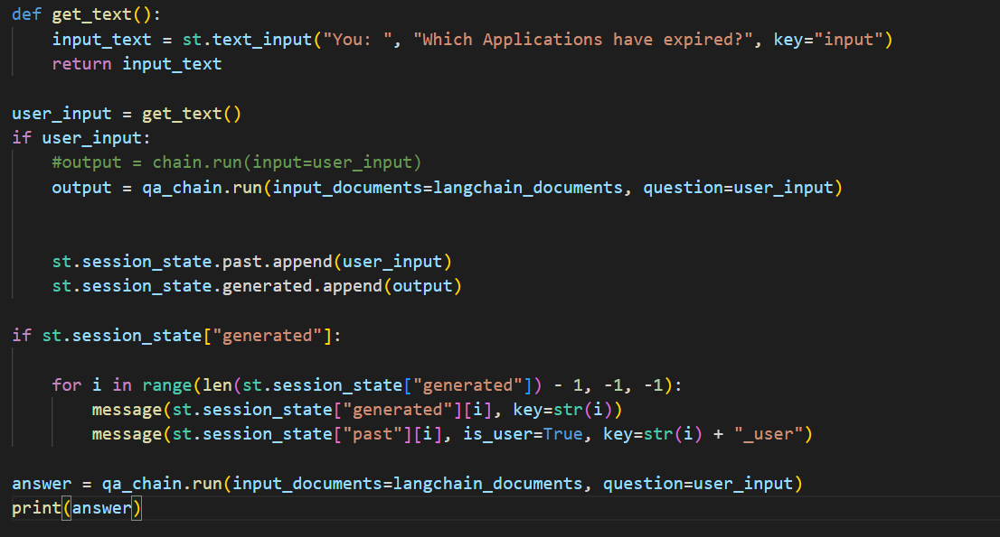 def get_text():
    input_text = st.text_input("You: ", "Which Applications have expired?", key="input")
    return input_text

user_input = get_text()
if user_input:
    #output = chain.run(input=user_input)
    output = qa_chain.run(input_documents=langchain_documents, question=user_input)


    st.session_state.past.append(user_input)
    st.session_state.generated.append(output)

if st.session_state["generated"]:

    for i in range(len(st.session_state["generated"]) - 1, -1, -1):
        message(st.session_state["generated"][i], key=str(i))
        message(st.session_state["past"][i], is_user=True, key=str(i) + "_user")

answer = qa_chain.run(input_documents=langchain_documents, question=user_input)
print(answer)